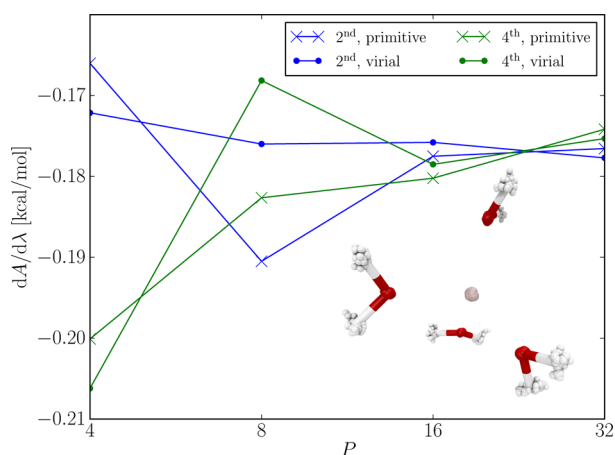 2nd, primitive
2nd, virial
4th, primitive
4th, virial
dA/dλ [kcal/mol]
−0.17
−0.18
−0.19
−0.20
−0.21
4 8 16 32
P